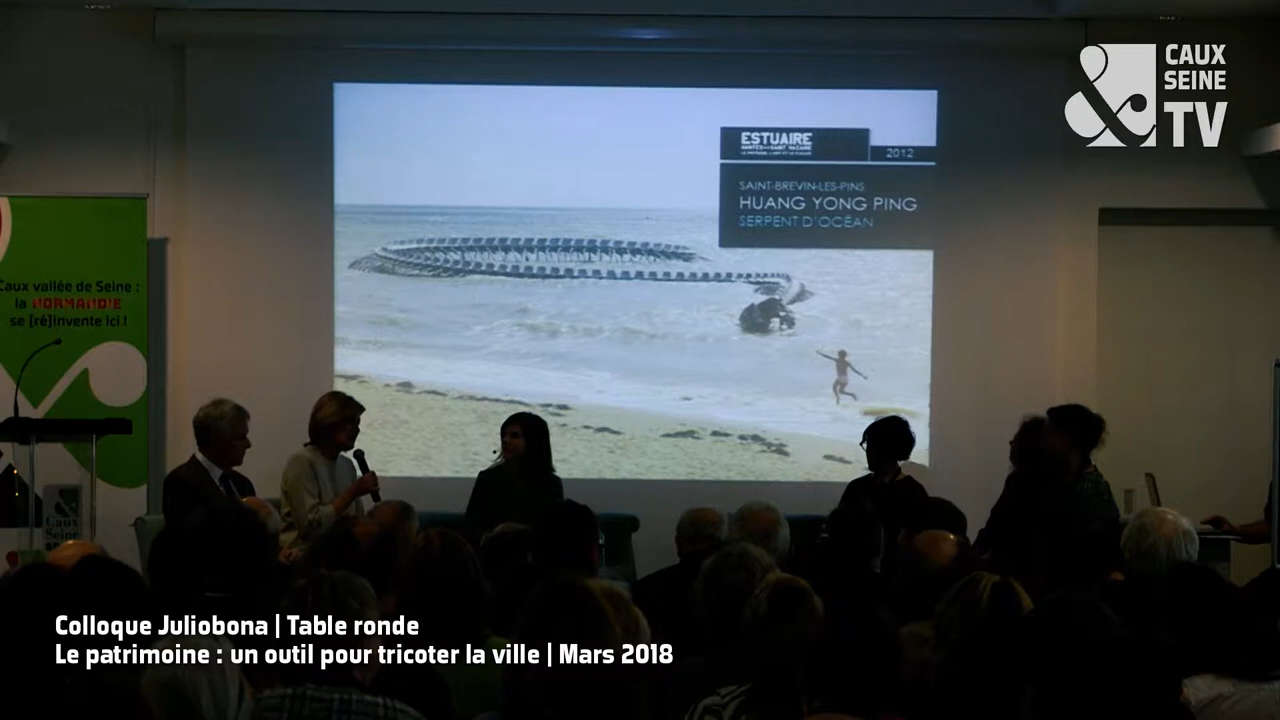 CAUX
SEINE
TV
ESTUAIRE
2012
SAINT-BREVIN-LES-PINS
HUANG YONG PING
SERPENT D'OCÉAN
Caux vallée de Seine :
la NORMANDIE
se [ré]invente ici !
Caux
Seine
Colloque Juliobona | Table ronde
Le patrimoine : un outil pour tricoter la ville | Mars 2018